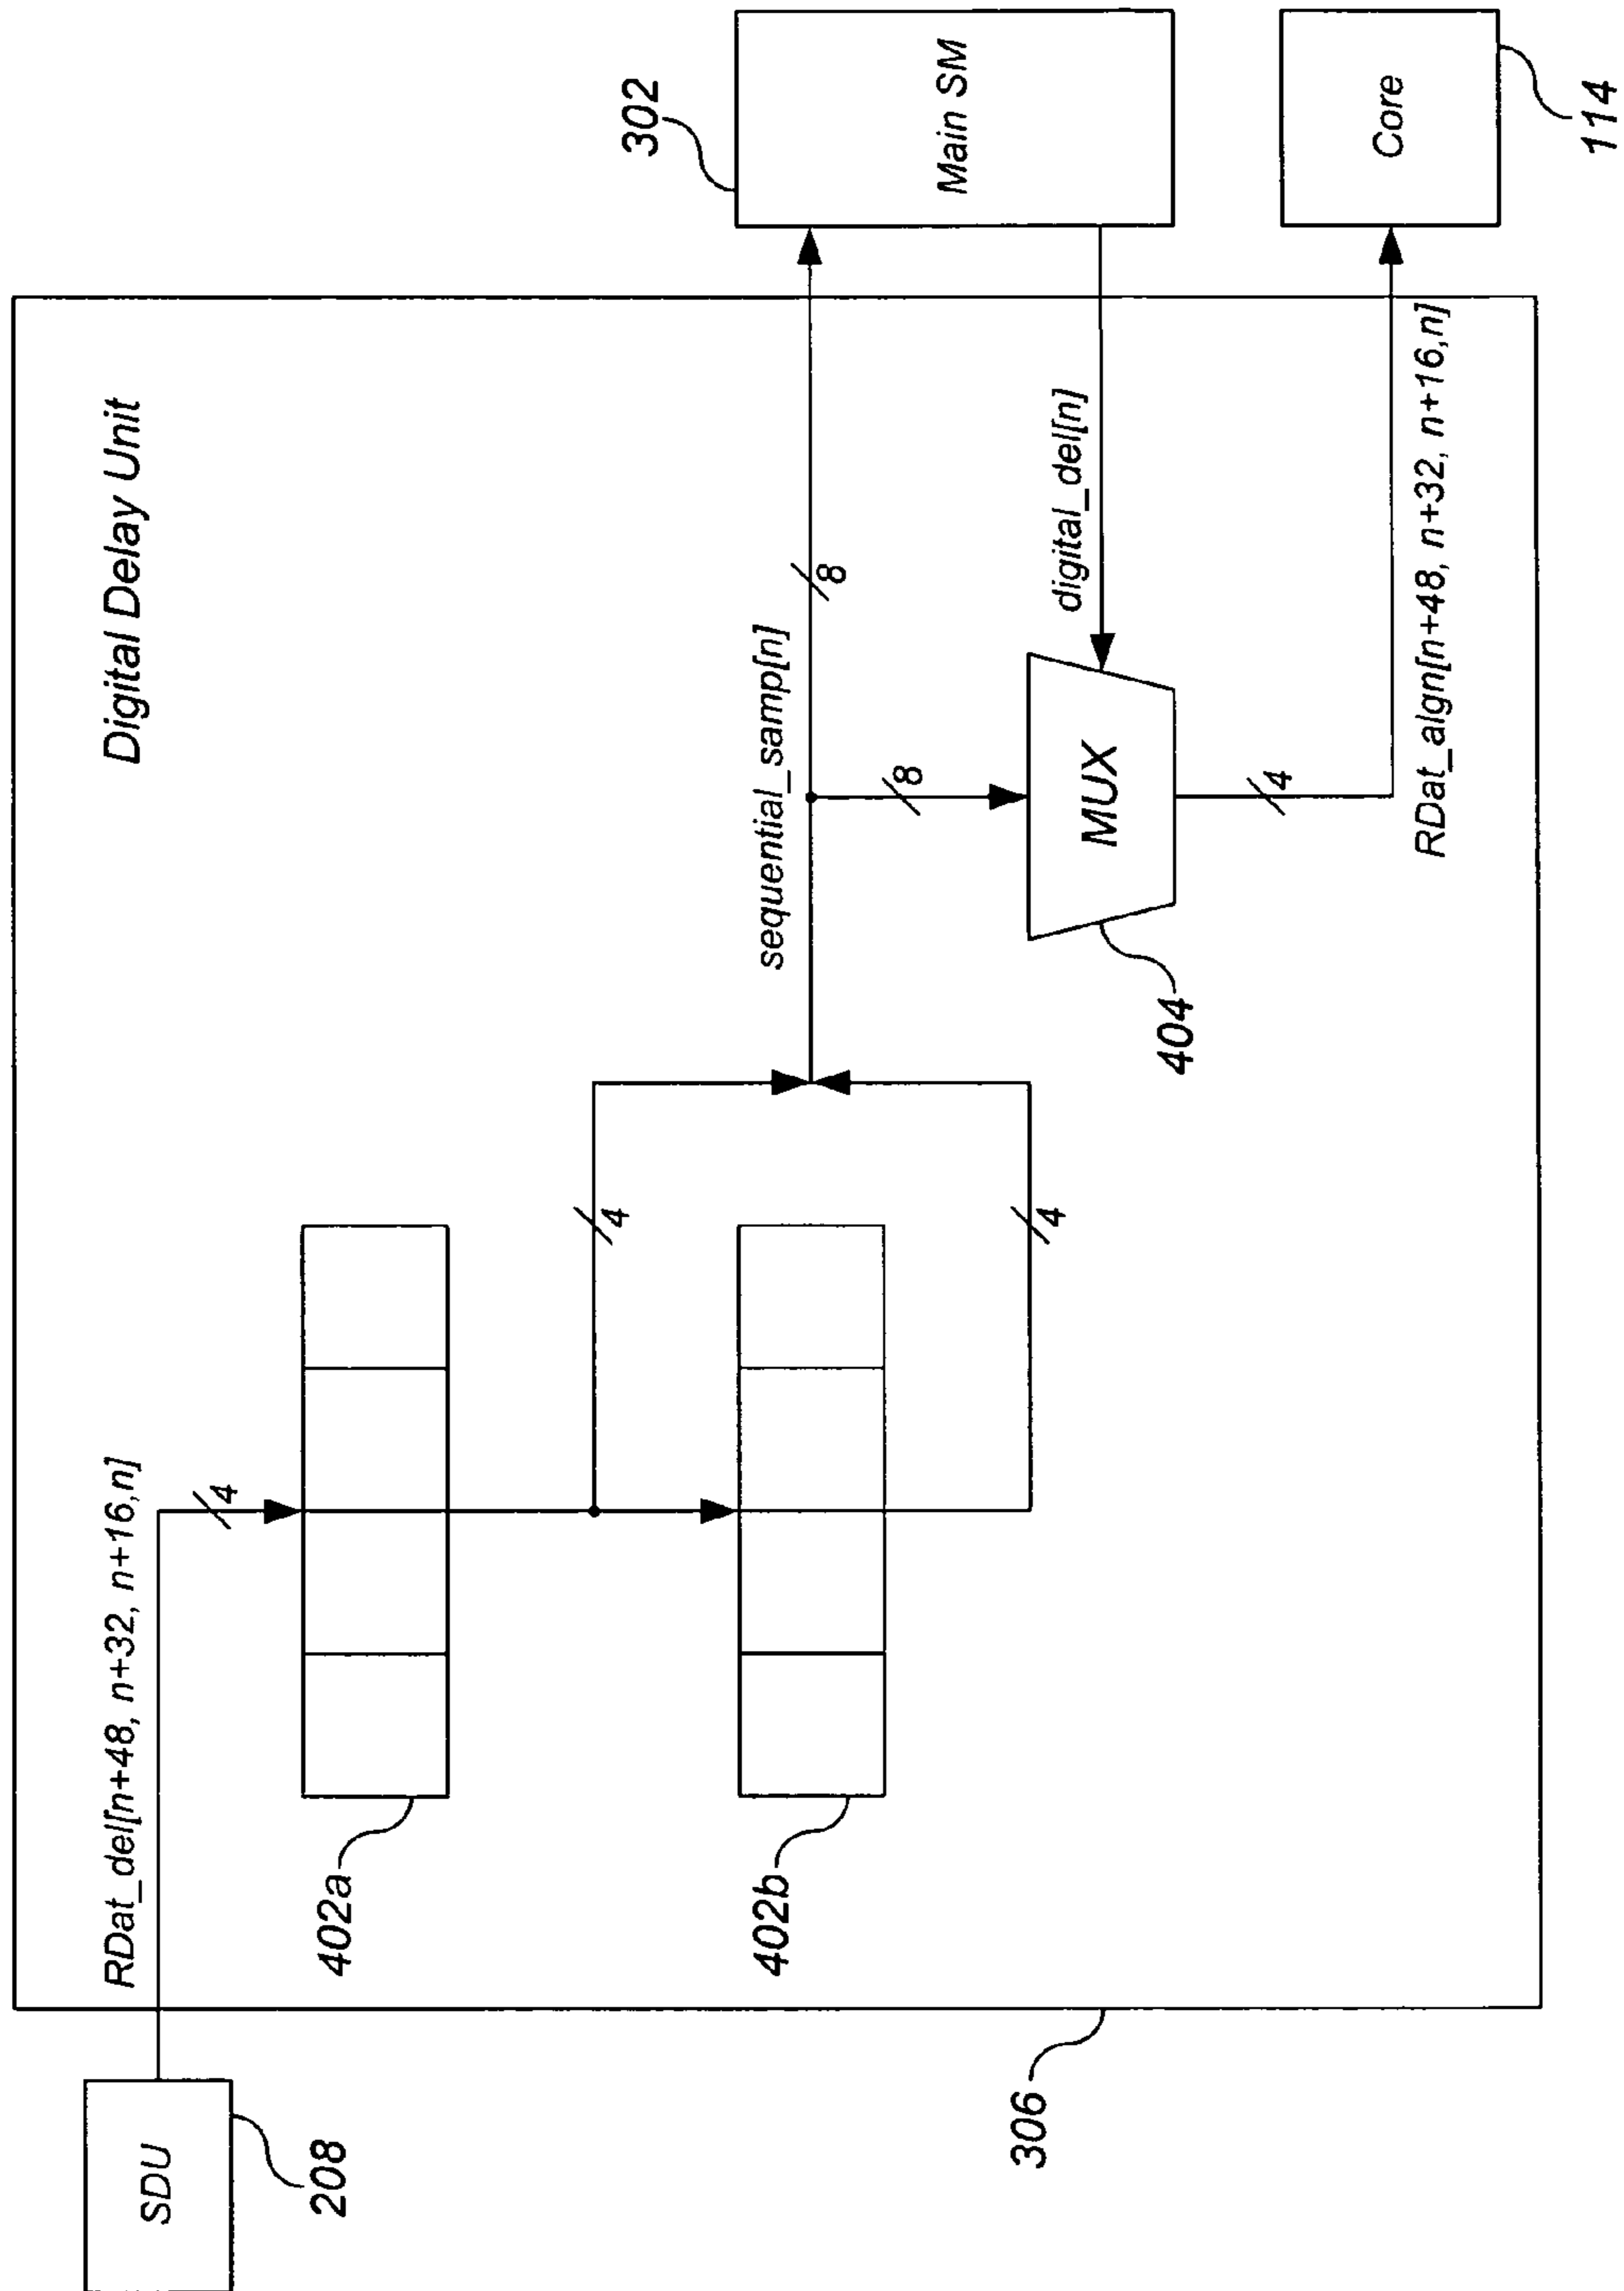 Digital Delay Unit
SDU
208
RDat_del[n+48, n+32, n+16,n]
4
402a
4
402b
4
sequential_samp[n]
8
8
302
Main SM
digital_del[n]
MUX
404
4
RDat_algn[n+48, n+32, n+16,n]
Core
114
306